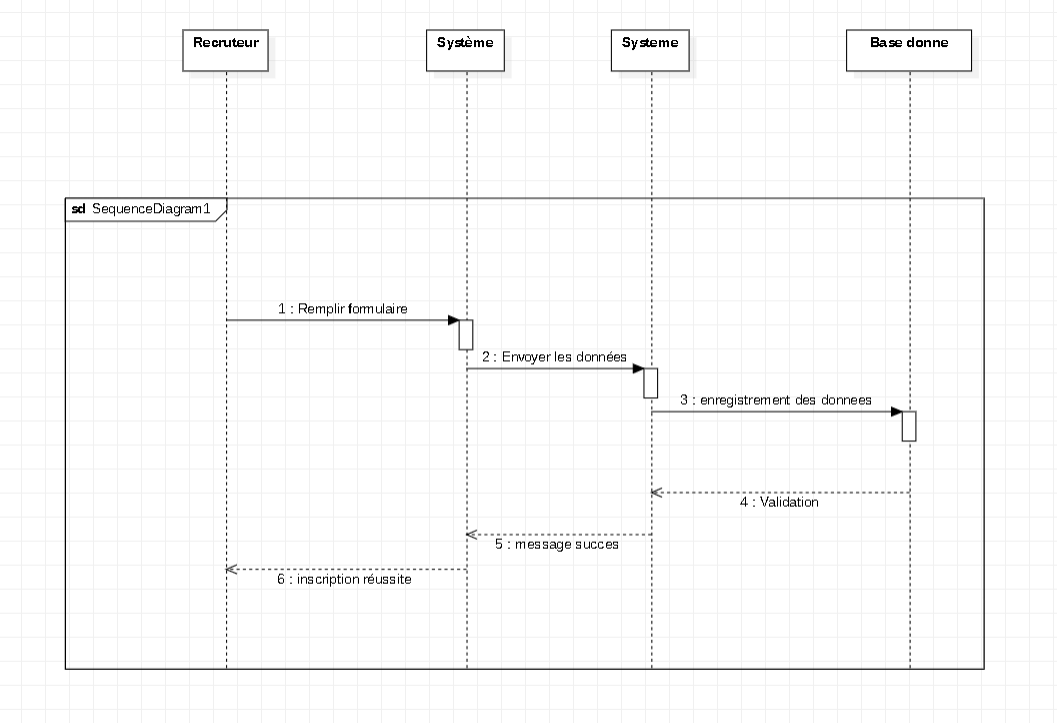 Recruteur
Système
Systeme
Base donne
sd SequenceDiagram1
1 : Remplir formulaire
2 : Envoyer les données
3 : enregistrement des donnees
4 : Validation
5 : message succes
6 : inscription réussite